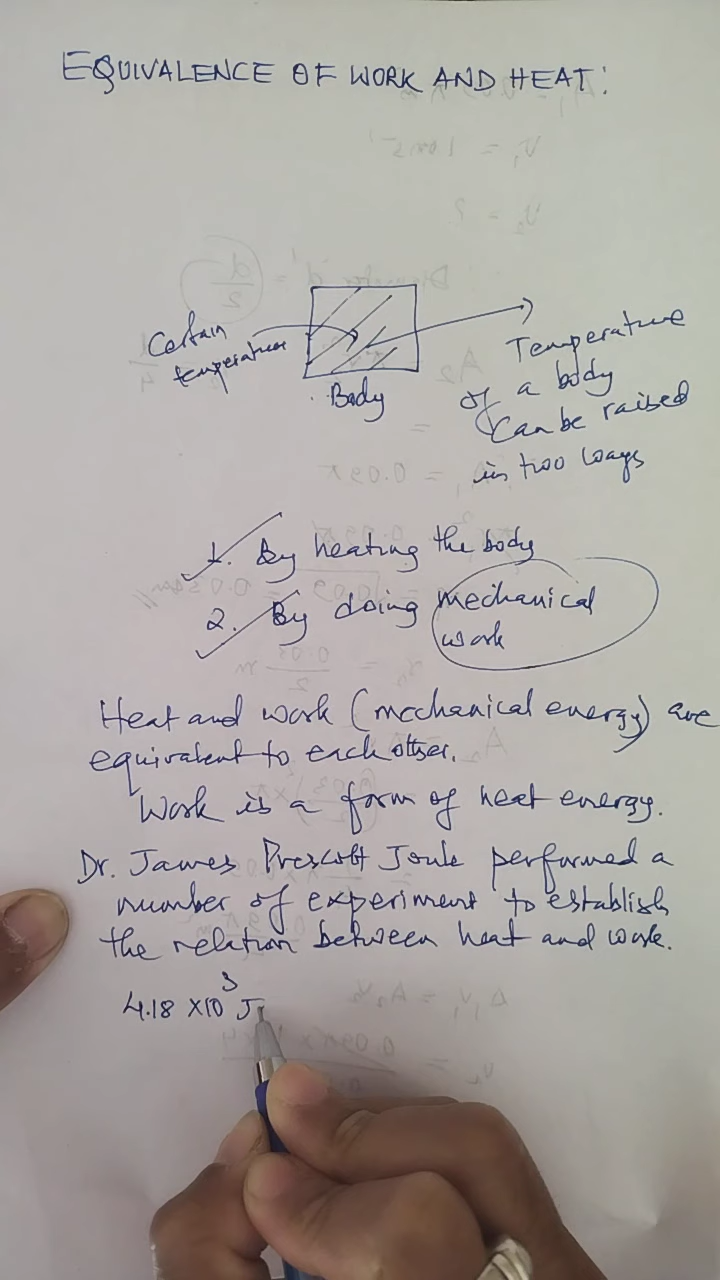 EQUIVALENCE OF WORK AND HEAT:
Certain
temperature
Body
Temperature
of a body
Can be raised
in two ways
1. By heating the body
2. By doing mechanical
work
Heat and work (mechanical energy) are
equivalent to each other.
Work is a form of heat energy.
Dr. James Prescott Joule performed a
number of experiment to establish
the relation between heat and work.
4.18 ×10³ J